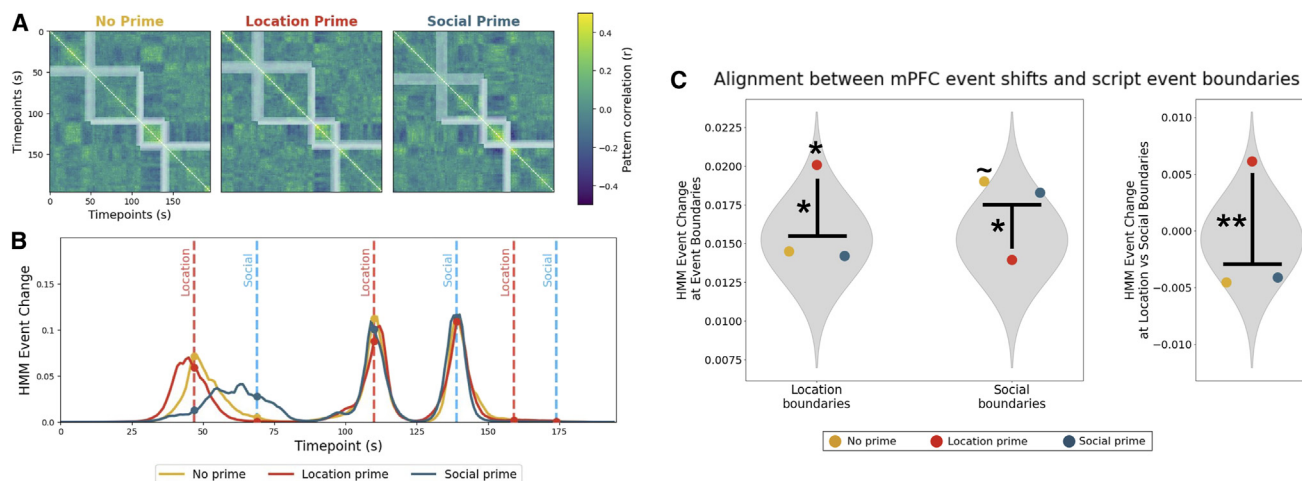 A
No Prime
Location Prime
Social Prime
0
50
100
150
Timepoints (s)
0 50 100 150
Timepoints (s)
0.4
0.2
0.0
−0.2
−0.4
Pattern correlation (r)
B
HMM Event Change
0.15
0.10
0.05
0.0
Location
Social
Location
Social
Location
Social
0 25 50 75 100 125 150 175
Timepoint (s)
No prime Location prime Social prime
C
Alignment between mPFC event shifts and script event boundaries
HMM Event Change
at Event Boundaries
0.0225
0.0200
0.0175
0.0150
0.0125
0.0100
0.0075
*
*
~
*
Location
boundaries
Social
boundaries
HMM Event Change
at Location vs Social Boundaries
0.010
0.005
0.000
−0.005
−0.010
**
No prime Location prime Social prime